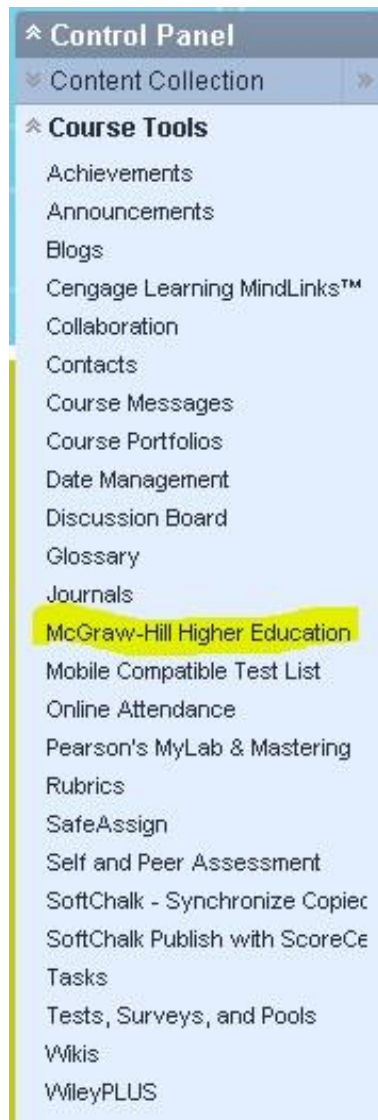 Control Panel
Content Collection
Course Tools
Achievements
Announcements
Blogs
Cengage Learning MindLinks™
Collaboration
Contacts
Course Messages
Course Portfolios
Date Management
Discussion Board
Glossary
Journals
McGraw-Hill Higher Education
Mobile Compatible Test List
Online Attendance
Pearson's MyLab & Mastering
Rubrics
SafeAssign
Self and Peer Assessment
SoftChalk - Synchronize Copied
SoftChalk Publish with ScoreCe
Tasks
Tests, Surveys, and Pools
Wikis
WileyPLUS